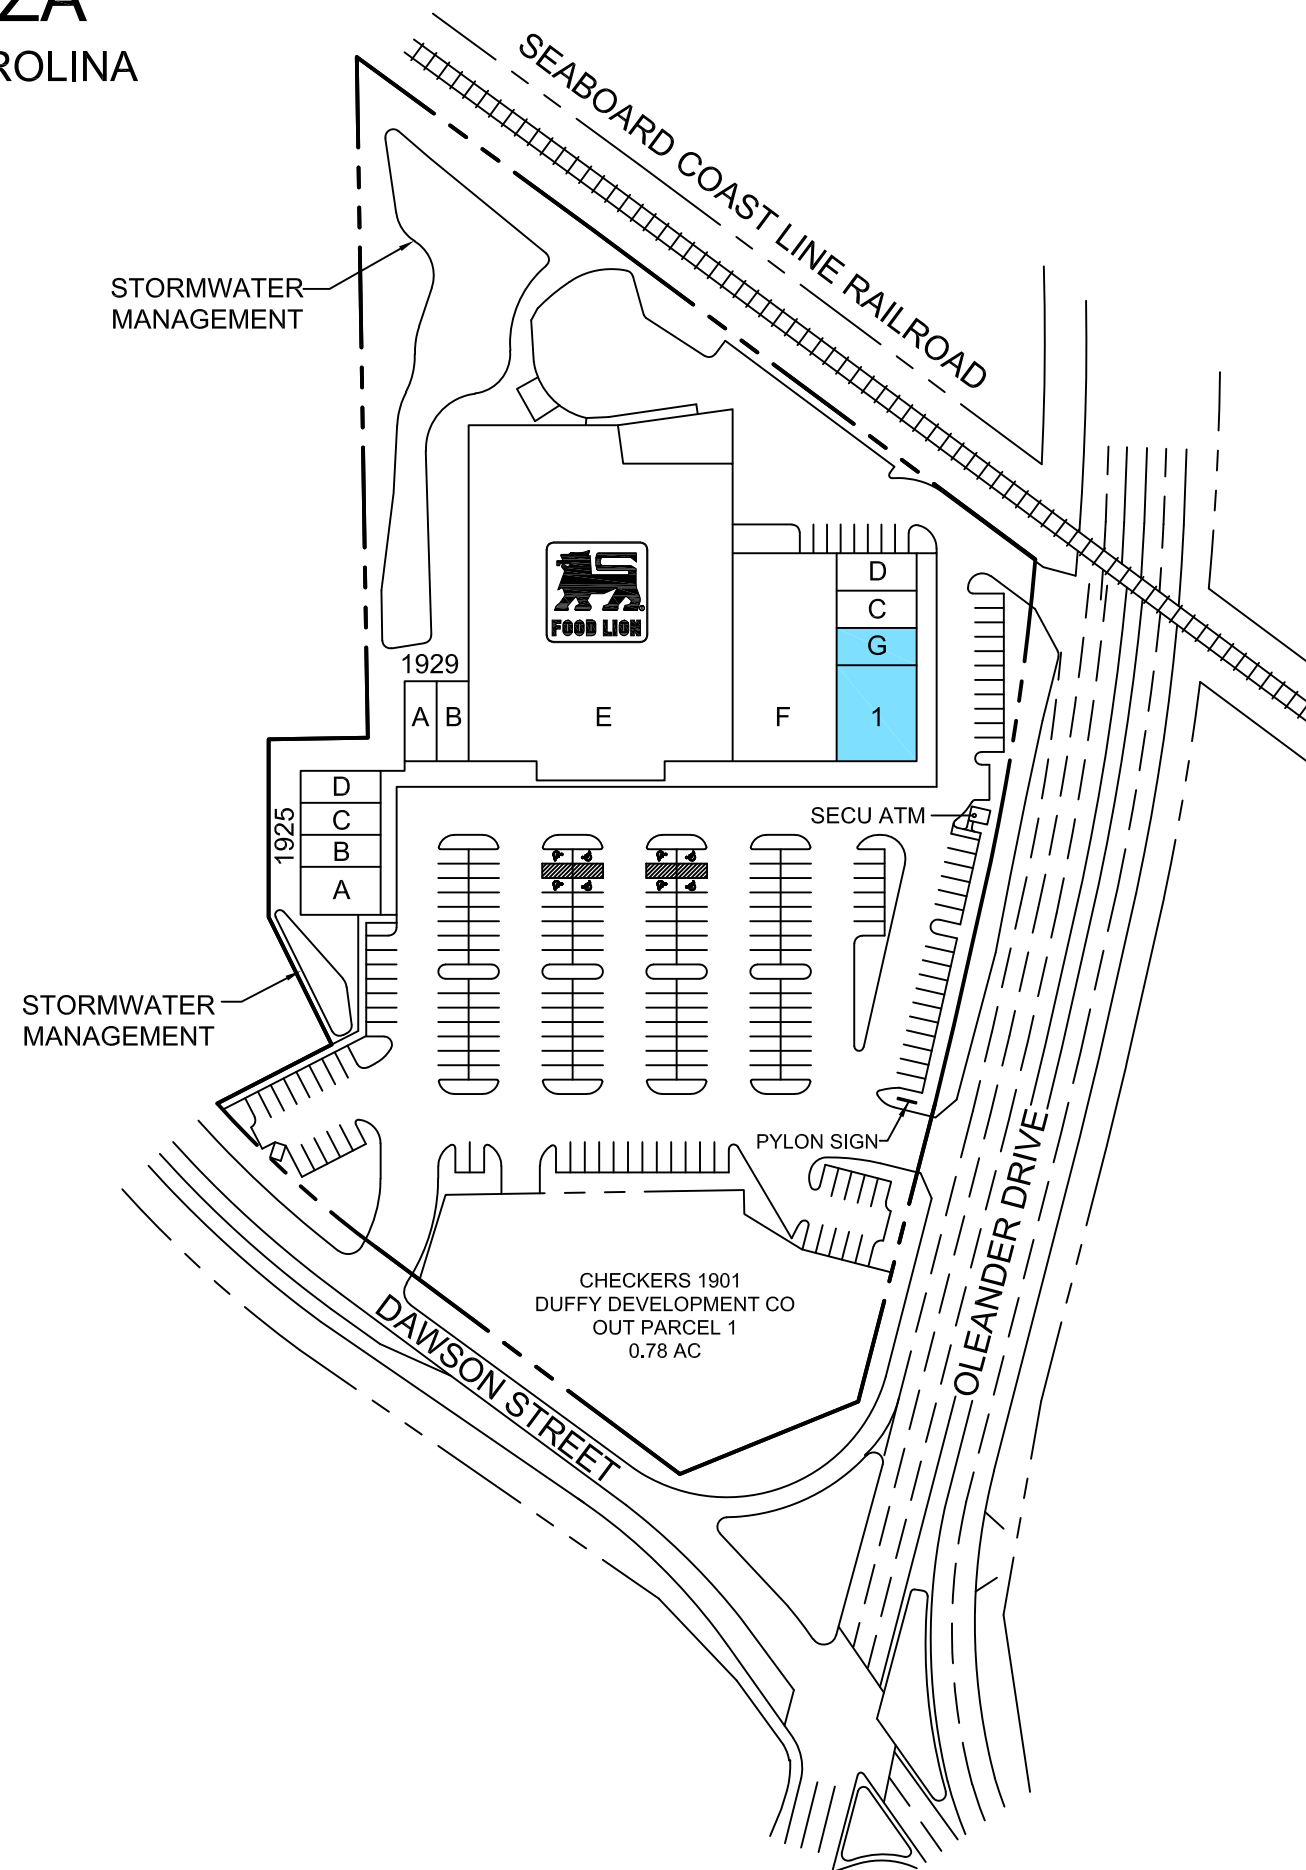 ZA
ROLINA
SEABOARD COAST LINE RAILROAD
STORMWATER
MANAGEMENT
FOOD LION
D
C
G
1929
A
B
E
F
1
1925
D
C
B
A
SECU ATM
STORMWATER
MANAGEMENT
PYLON SIGN
OLEANDER DRIVE
CHECKERS 1901
DUFFY DEVELOPMENT CO
OUT PARCEL 1
0.78 AC
DAWSON STREET